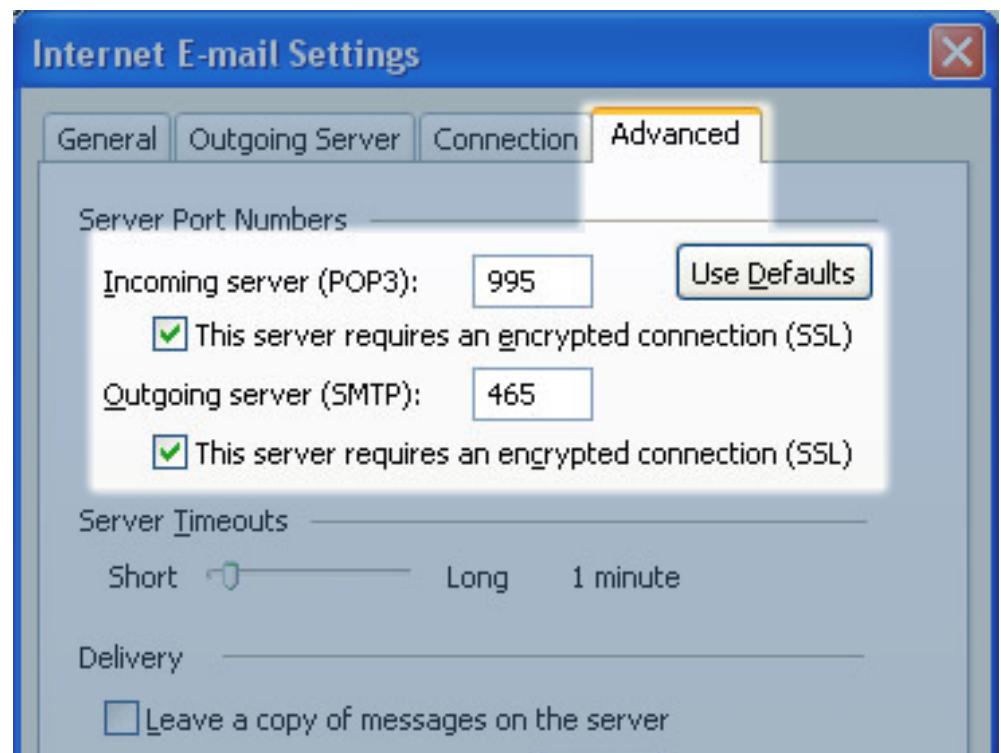 Internet E-mail Settings
General Outgoing Server Connection Advanced
Server Port Numbers
Incoming server (POP3): 995 Use Defaults
This server requires an encrypted connection (SSL)
Outgoing server (SMTP): 465
This server requires an encrypted connection (SSL)
Server Timeouts
Short Long 1 minute
Delivery
Leave a copy of messages on the server